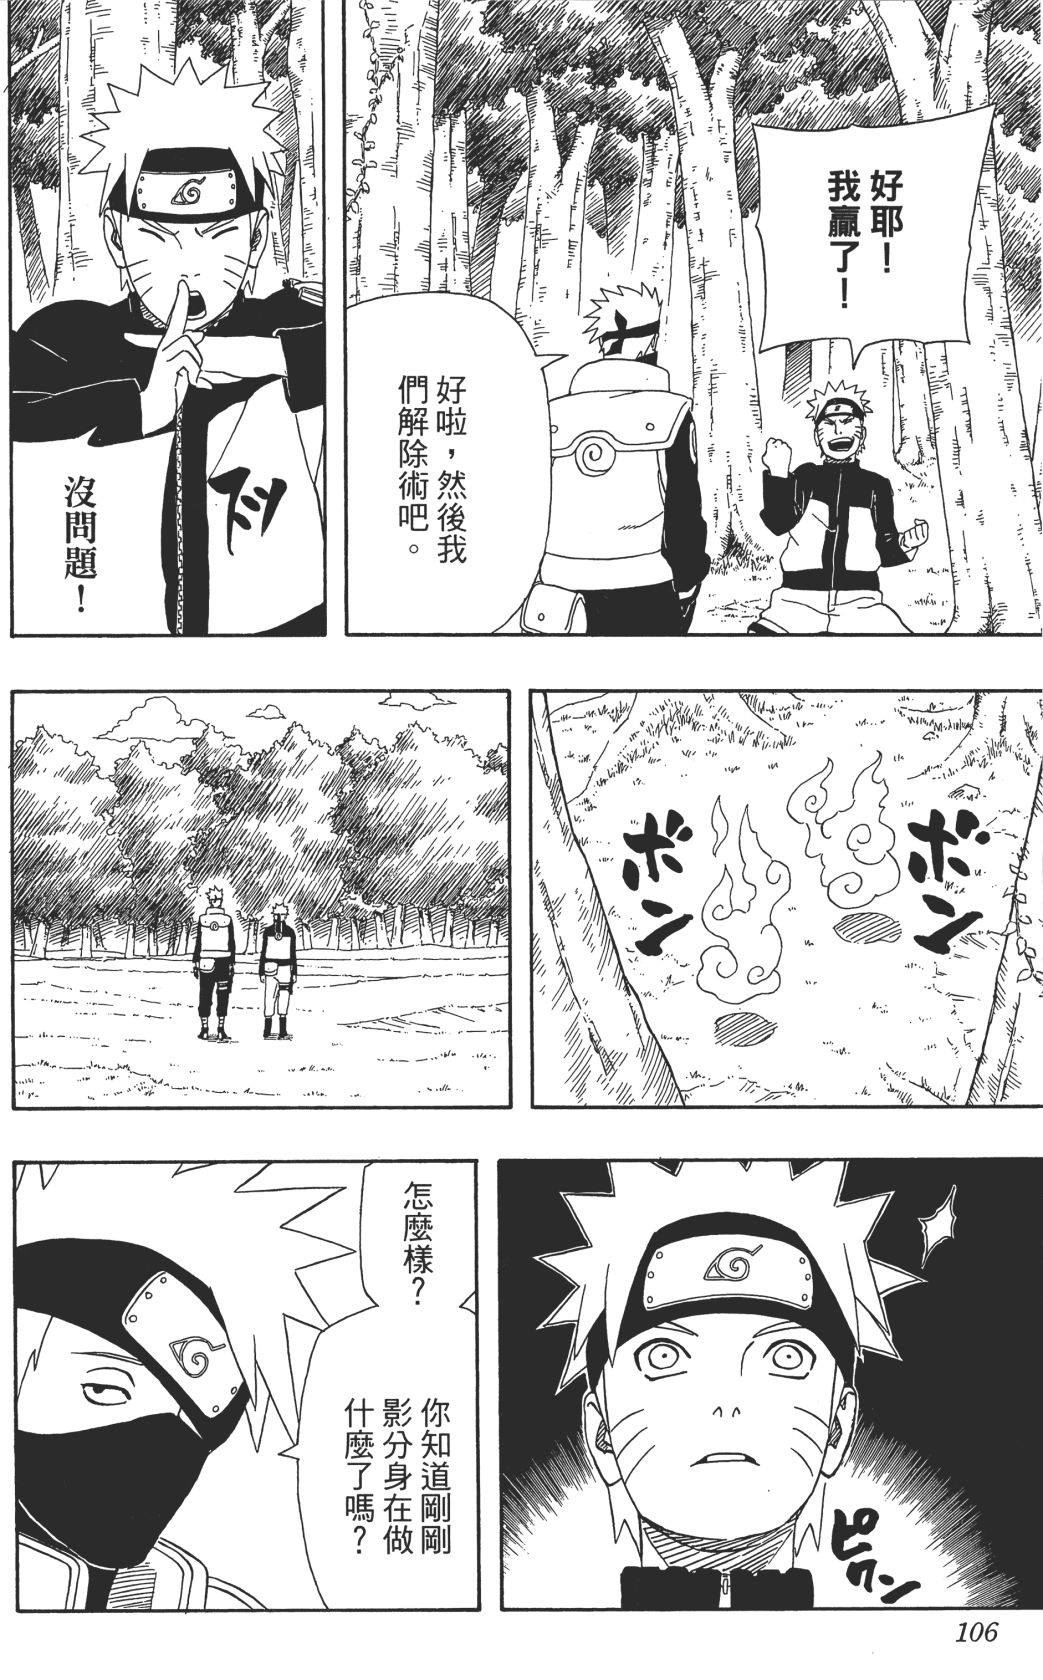 好耶！
我贏了！
好啦，然後我
們解除術吧。
ドッ
沒問題！
ボン
ボン
ピクン
怎麼樣？
你知道剛剛
影分身在做
什麼了嗎？
106